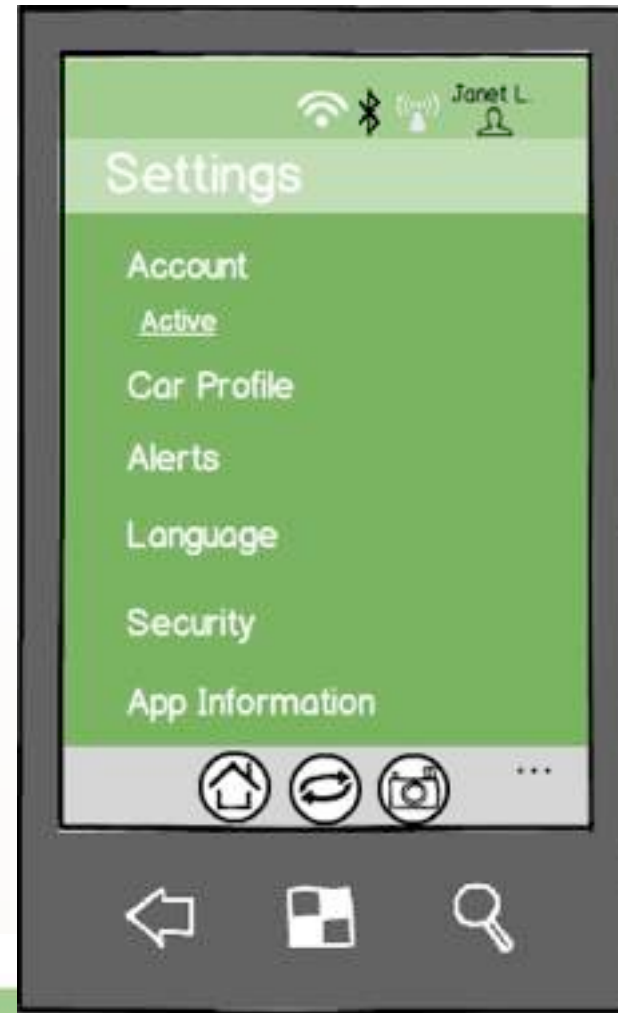 Janet L.
Settings
Account
Active
Car Profile
Alerts
Language
Security
App Information
...